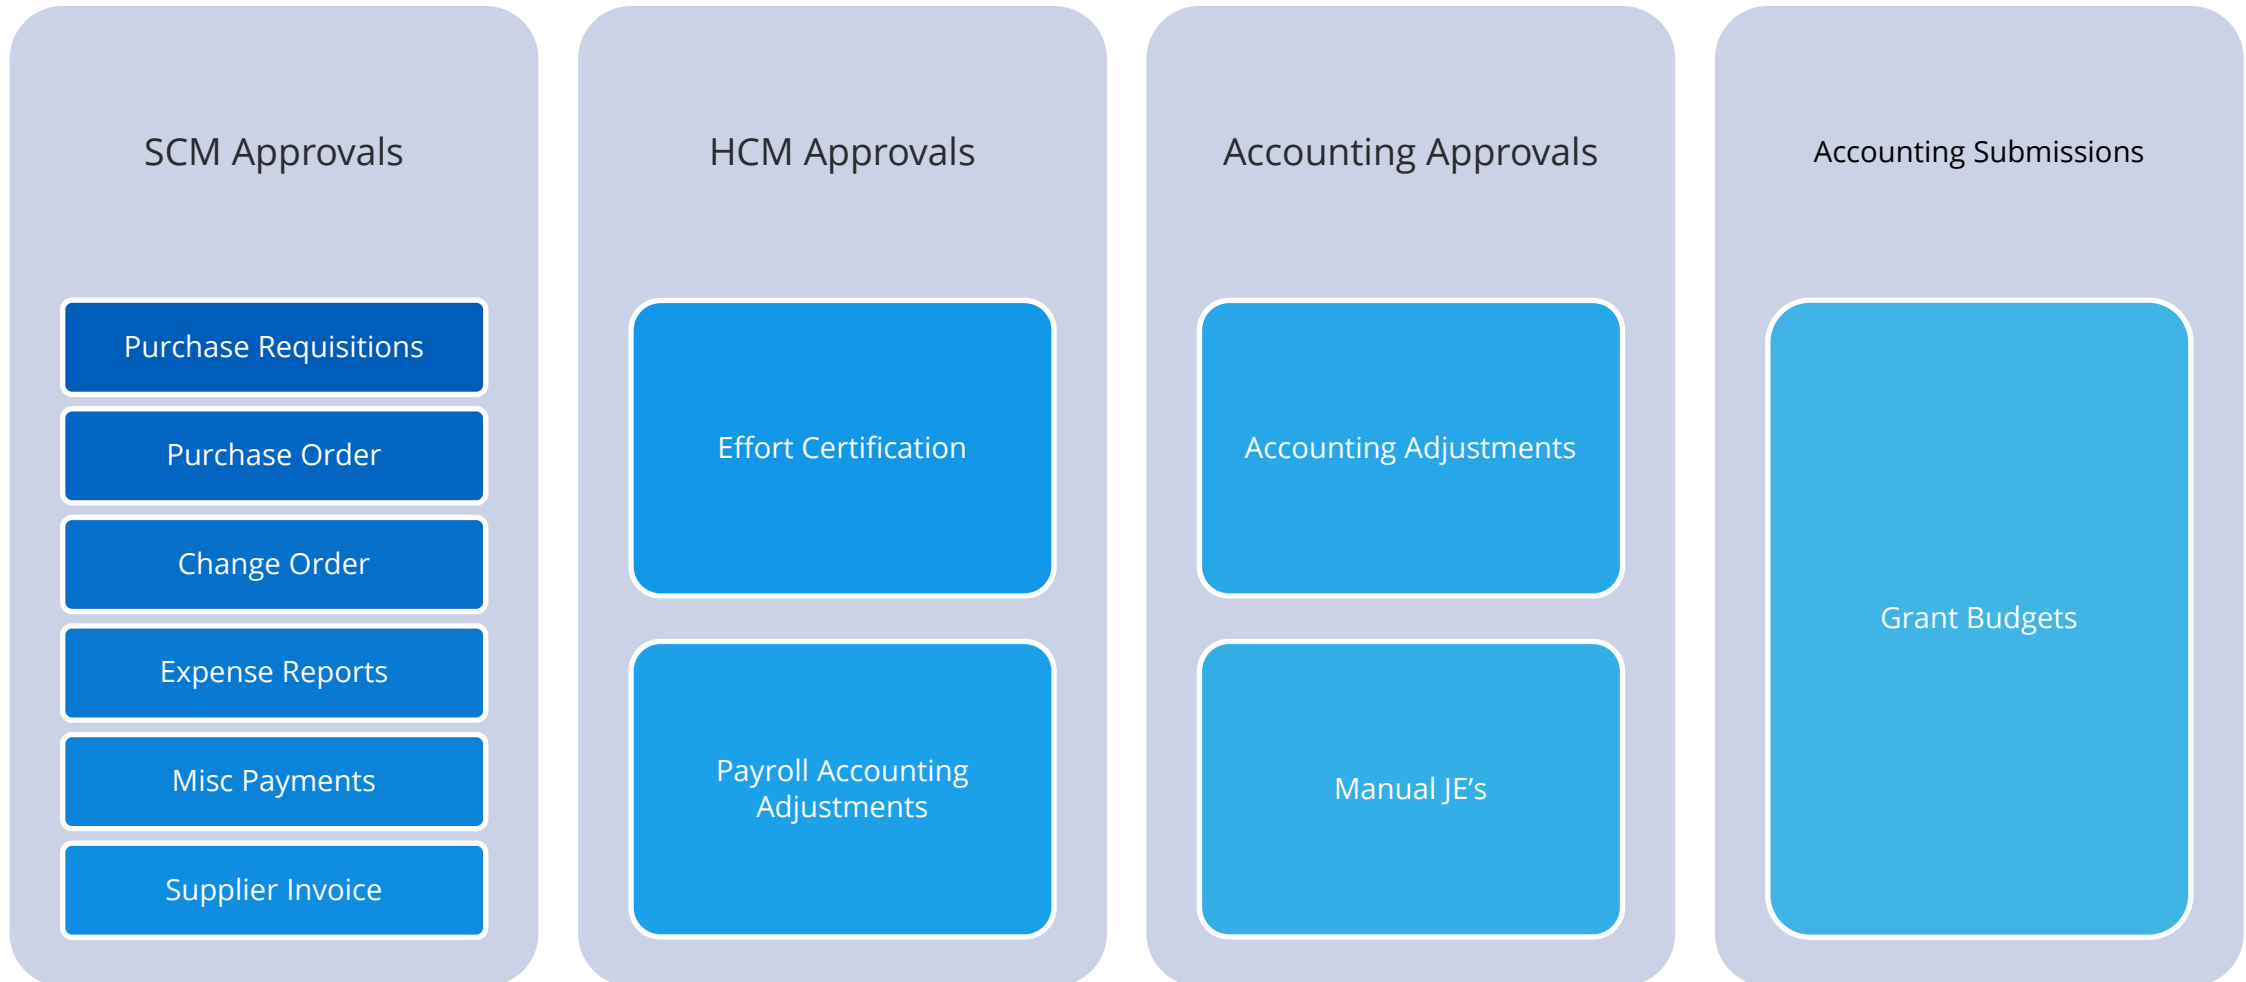 SCM Approvals
Purchase Requisitions
Purchase Order
Change Order
Expense Reports
Misc Payments
Supplier Invoice
HCM Approvals
Effort Certification
Payroll Accounting
Adjustments
Accounting Approvals
Accounting Adjustments
Manual JE’s
Accounting Submissions
Grant Budgets